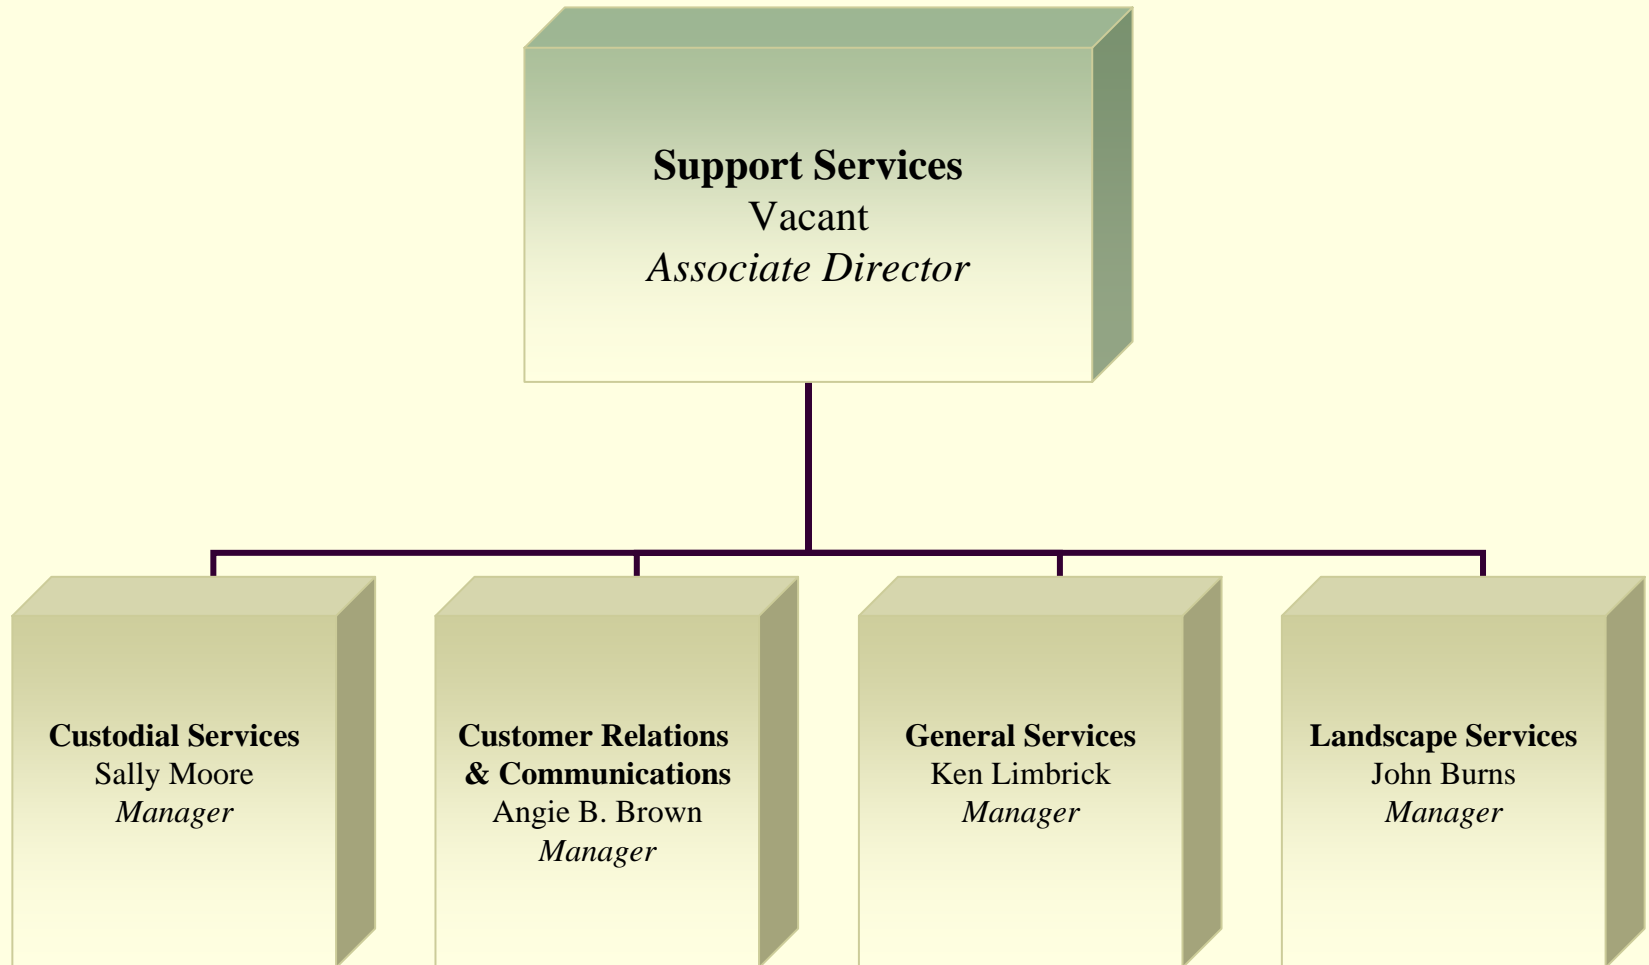 Support Services
Vacant
Associate Director
Custodial Services
Sally Moore
Manager
Customer Relations
& Communications
Angie B. Brown
Manager
General Services
Ken Limbrick
Manager
Landscape Services
John Burns
Manager